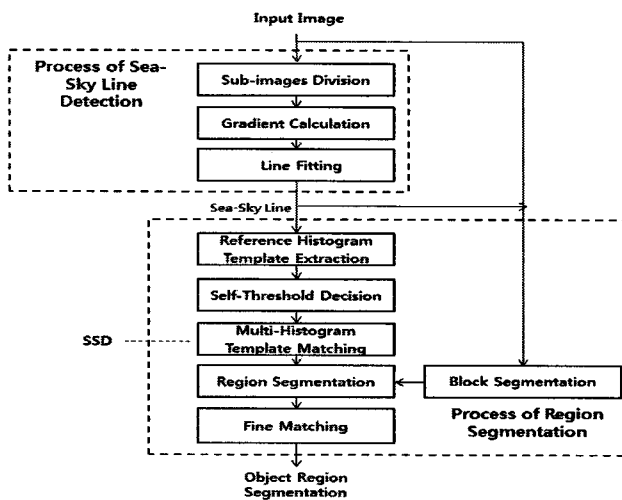 Input Image
Process of Sea-
Sky Line
Detection
Sub-images Division
Gradient Calculation
Line Fitting
Sea-Sky Line
Reference Histogram
Template Extraction
Self-Threshold Decision
SSD
Multi-Histogram
Template Matching
Region Segmentation
Block Segmentation
Fine Matching
Process of Region
Segmentation
Object Region
Segmentation